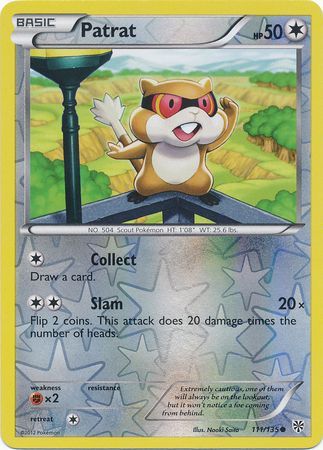 BASIC
Patrat
HP50
NO. 504 Scout Pokémon HT: 1'08" WT: 25.6 lbs.
Collect
Draw a card.
Slam 20×
Flip 2 coins. This attack does 20 damage times
the number of heads.
weakness resistance
×2
retreat
Extremely cautious, one of them
will always be on the lookout,
but it won't notice a foe coming
from behind.
©2012 Pokémon
Illus. Naoki Saito 111/135